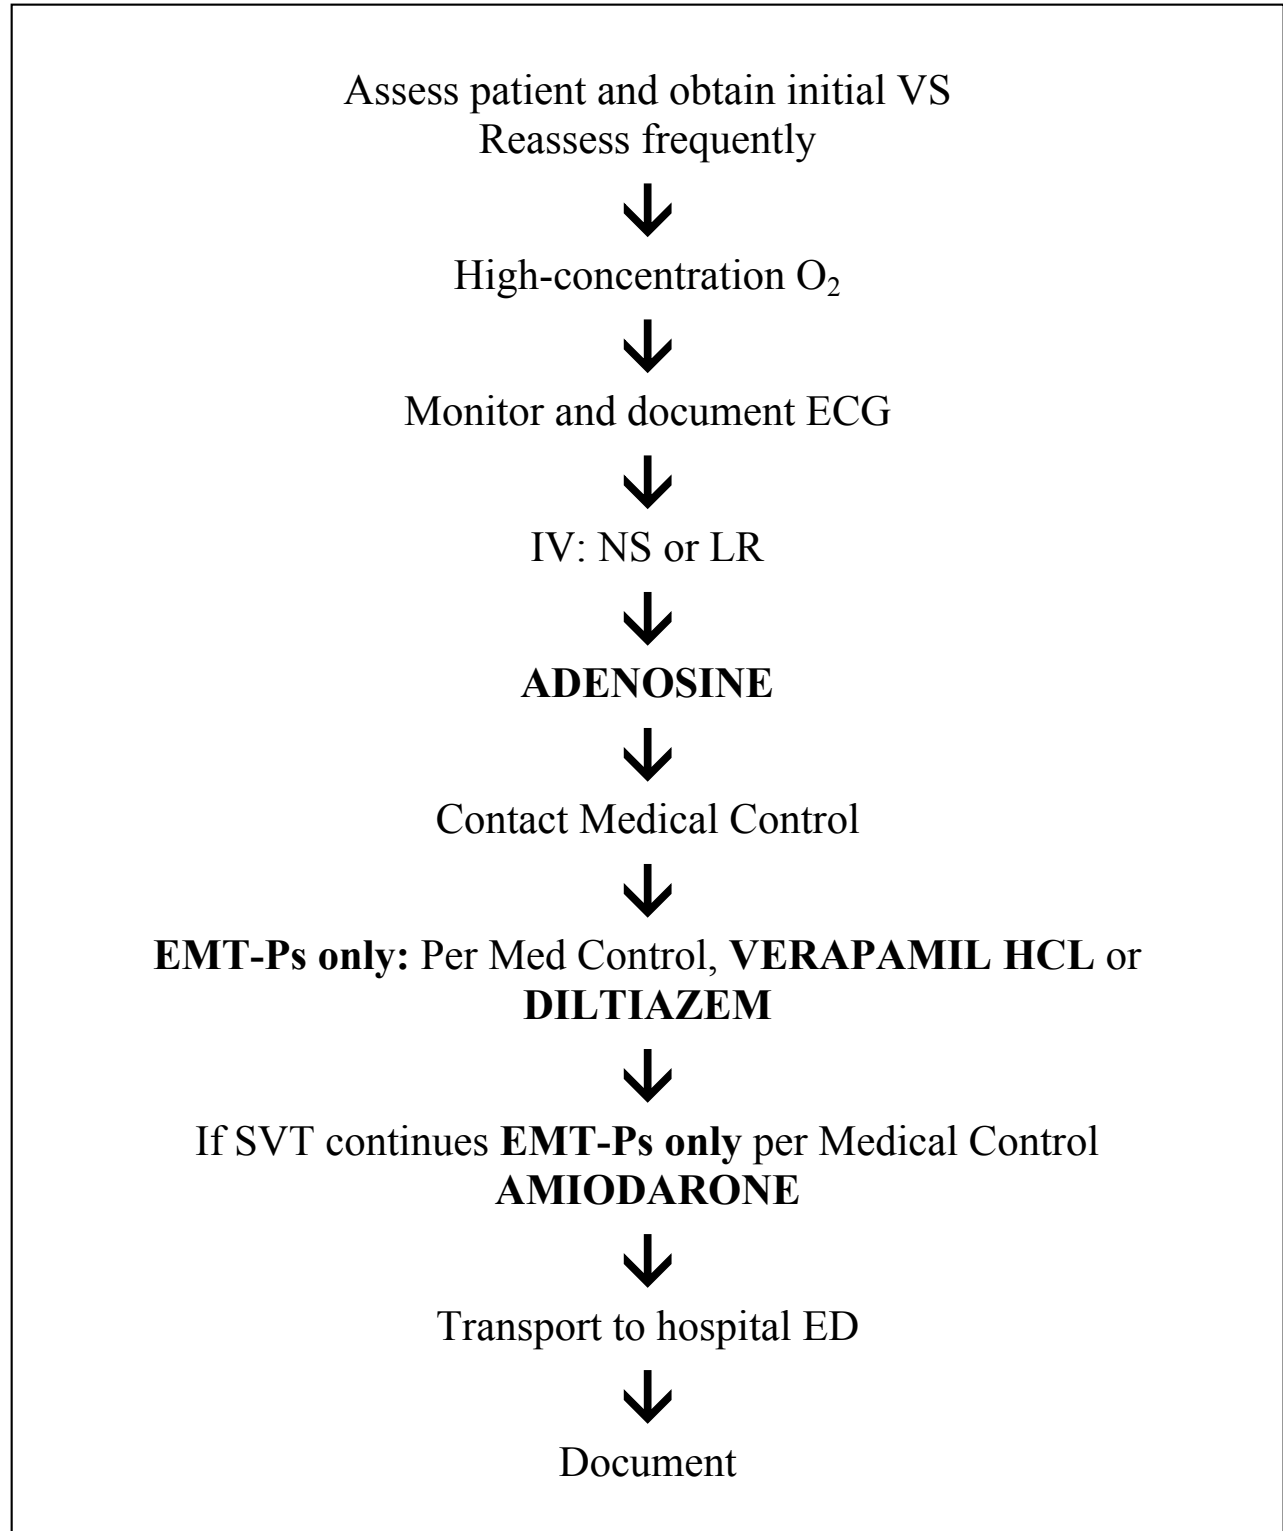 Assess patient and obtain initial VS
Reassess frequently
High-concentration O₂
Monitor and document ECG
IV: NS or LR
ADENOSINE
Contact Medical Control
EMT-Ps only: Per Med Control, VERAPAMIL HCL or
DILTIAZEM
If SVT continues EMT-Ps only per Medical Control
AMIODARONE
Transport to hospital ED
Document